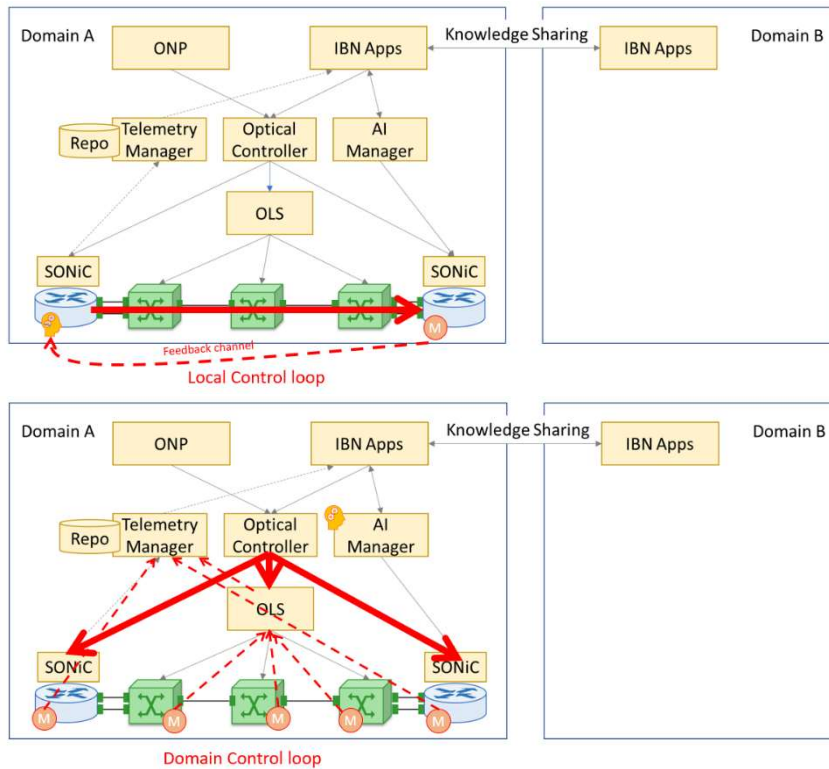 Domain A
ONP
IBN Apps
Knowledge Sharing
IBN Apps
Domain B
Repo
Telemetry
Manager
Optical
Controller
AI
Manager
OLS
SONiC
SONiC
M
Feedback channel
Local Control loop
Domain A
ONP
IBN Apps
Knowledge Sharing
IBN Apps
Domain B
Repo
Telemetry
Manager
Optical
Controller
AI
Manager
OLS
SONiC
SONiC
M
M
M
M
M
Domain Control loop